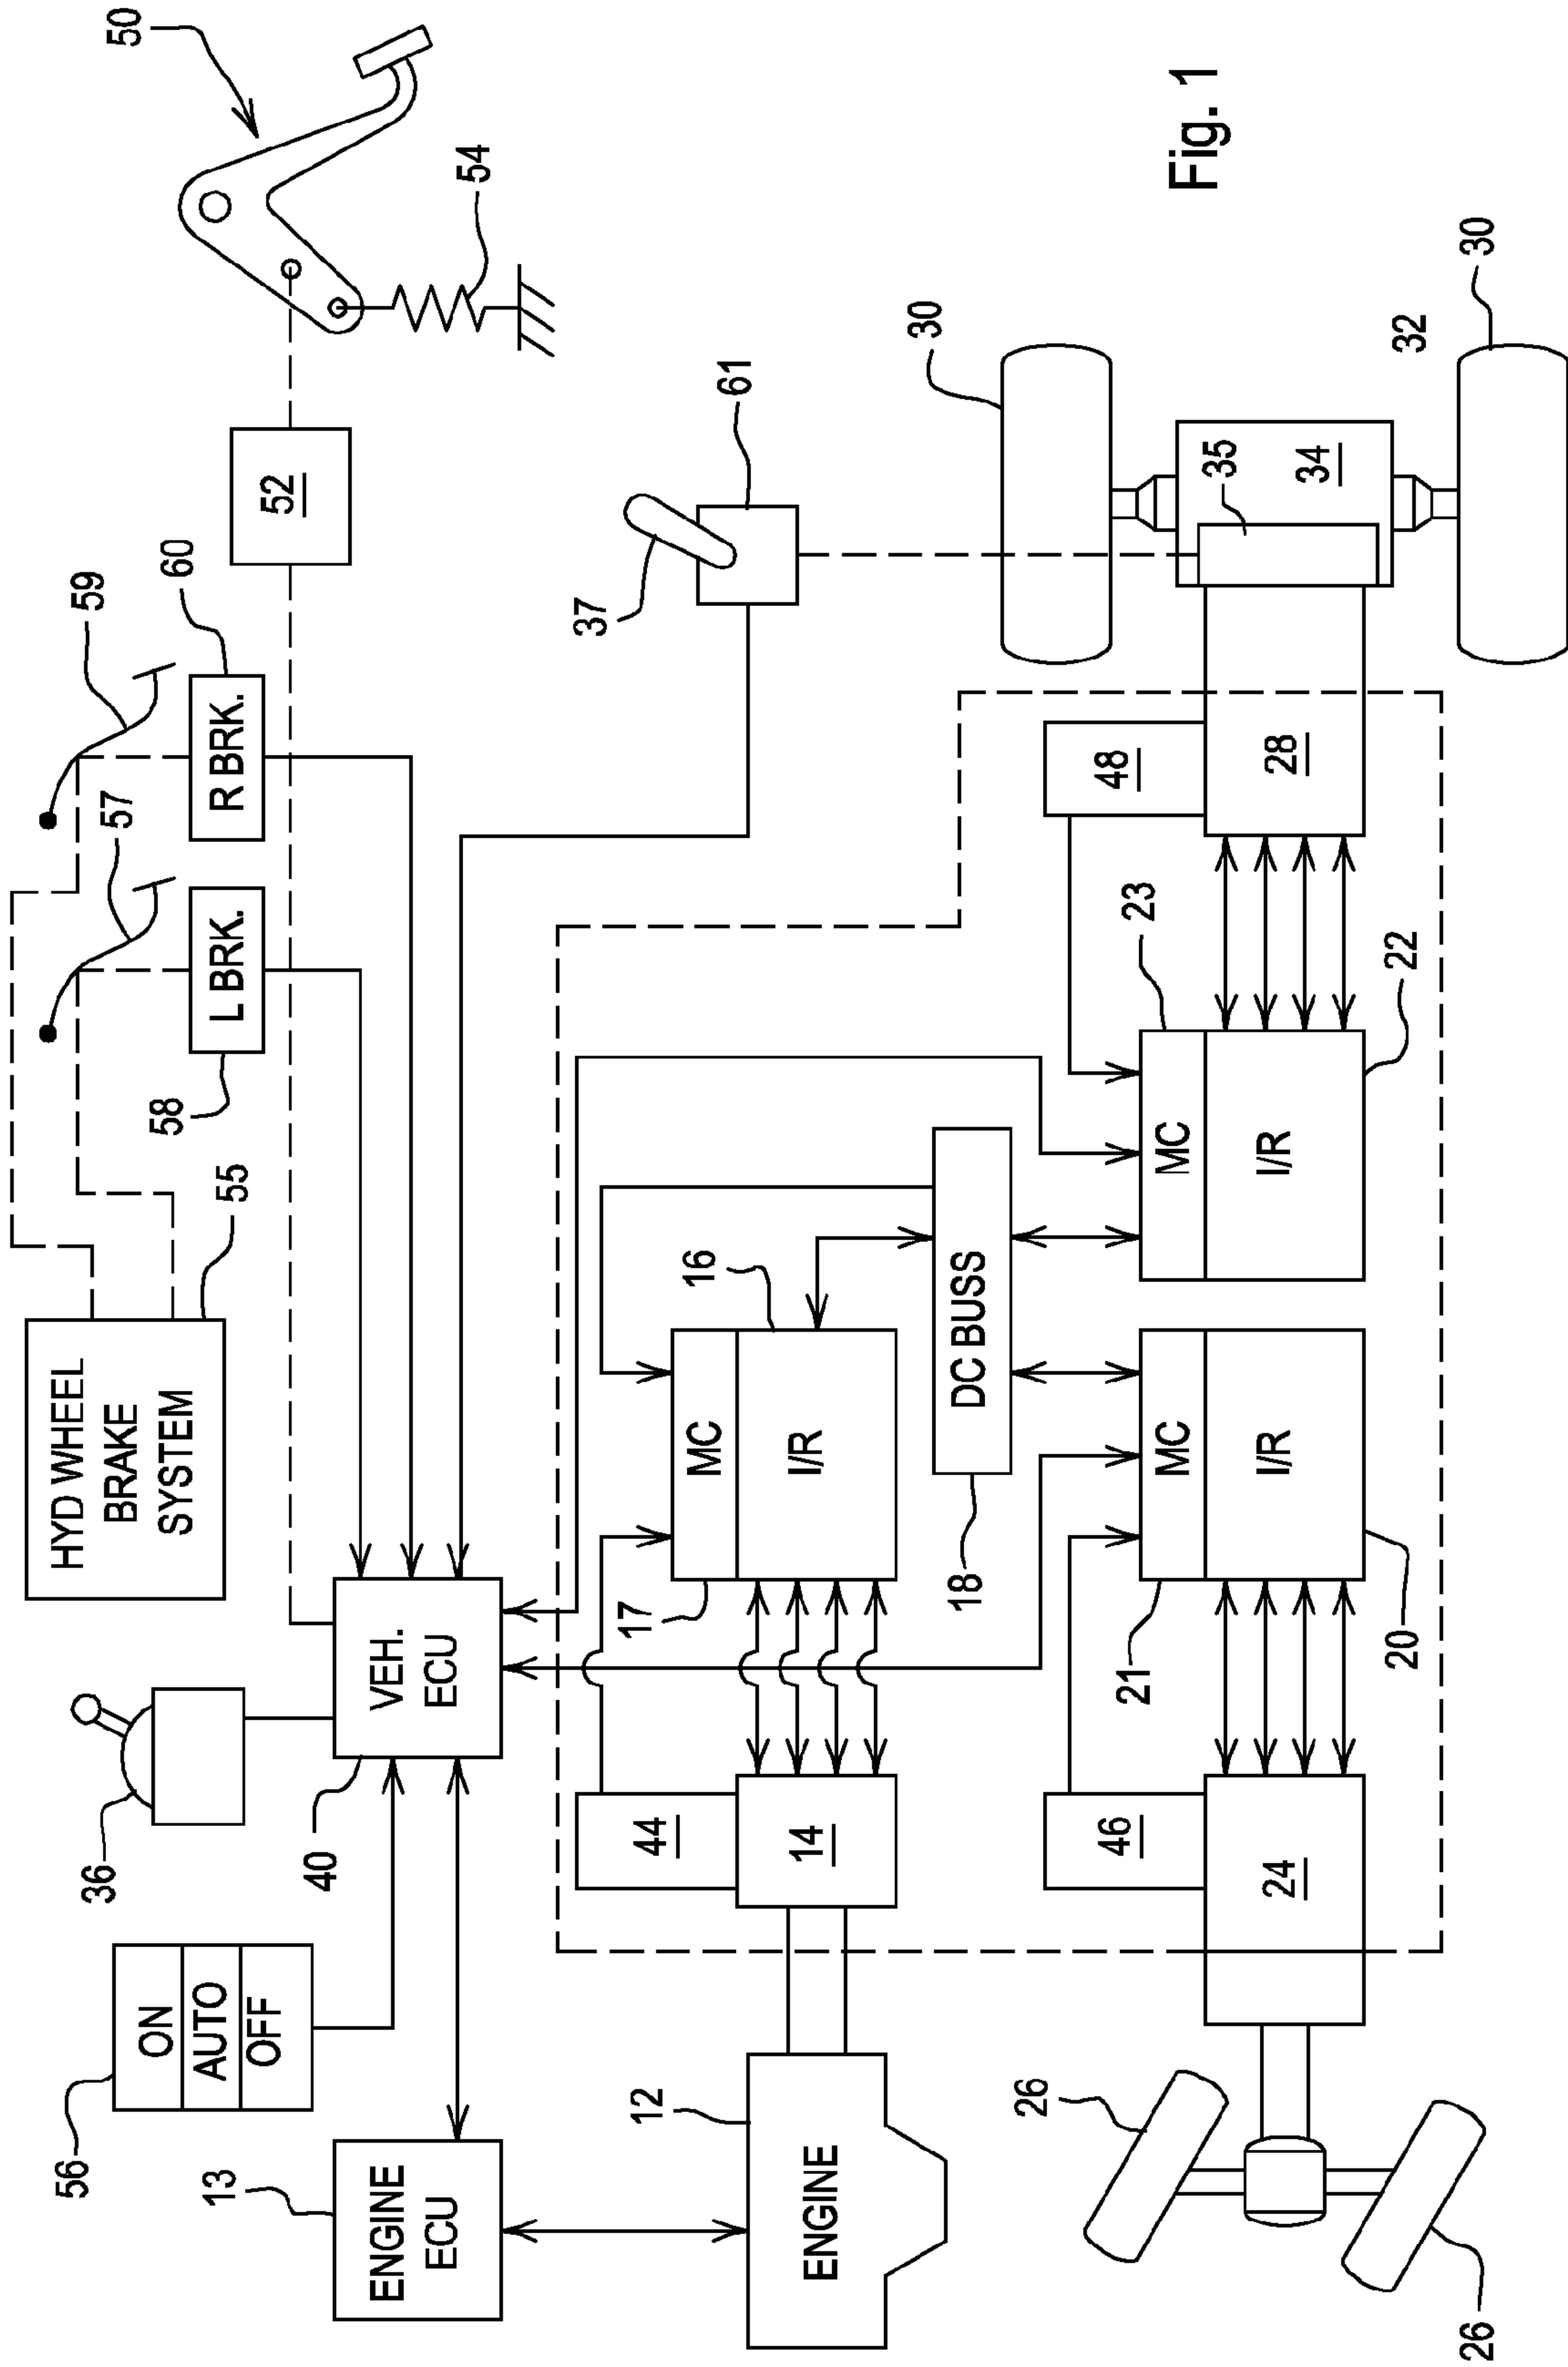 50
59
60
57
52
54
HYD WHEEL
BRAKE
SYSTEM
55
58
L BRK.
R BRK.
36
56
ON
AUTO
OFF
40
VEH.
ECU
13
ENGINE
ECU
37
61
30
12
ENGINE
44
14
17
MC
I/R
16
18
DC BUSS
Fig. 1
26
46
24
21
MC
I/R
20
23
MC
I/R
22
48
28
35
34
32
30
26